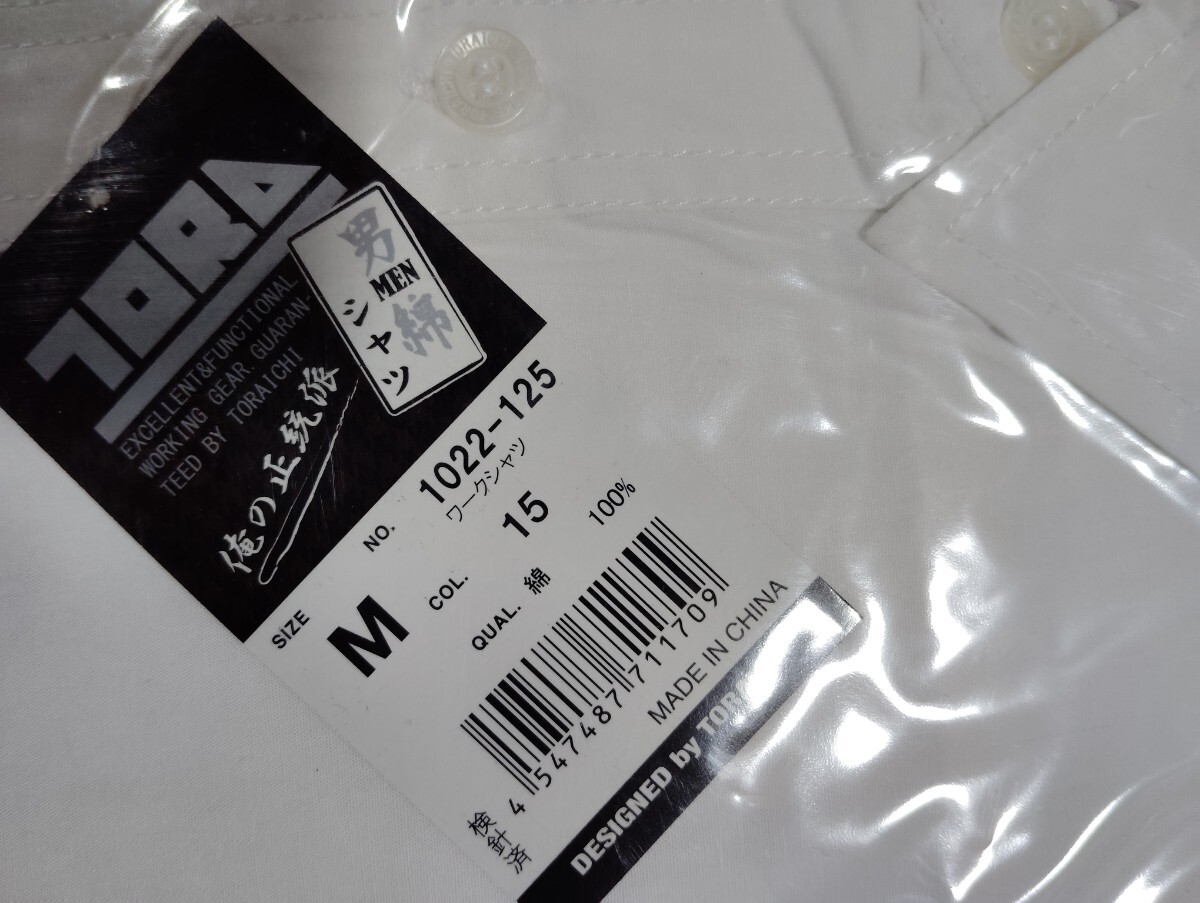 TORA
EXCELLENT&FUNCTIONAL
WORKING GEAR. GUARAN-
TEED BY TORAICHI
俺の正統派
男
MEN
綿
シャツ
NO. 1022-125
ワークシャツ
SIZE M
COL. 15
QUAL. 綿 100%
4 547487 711709
MADE IN CHINA
検針済
DESIGNED by TOR